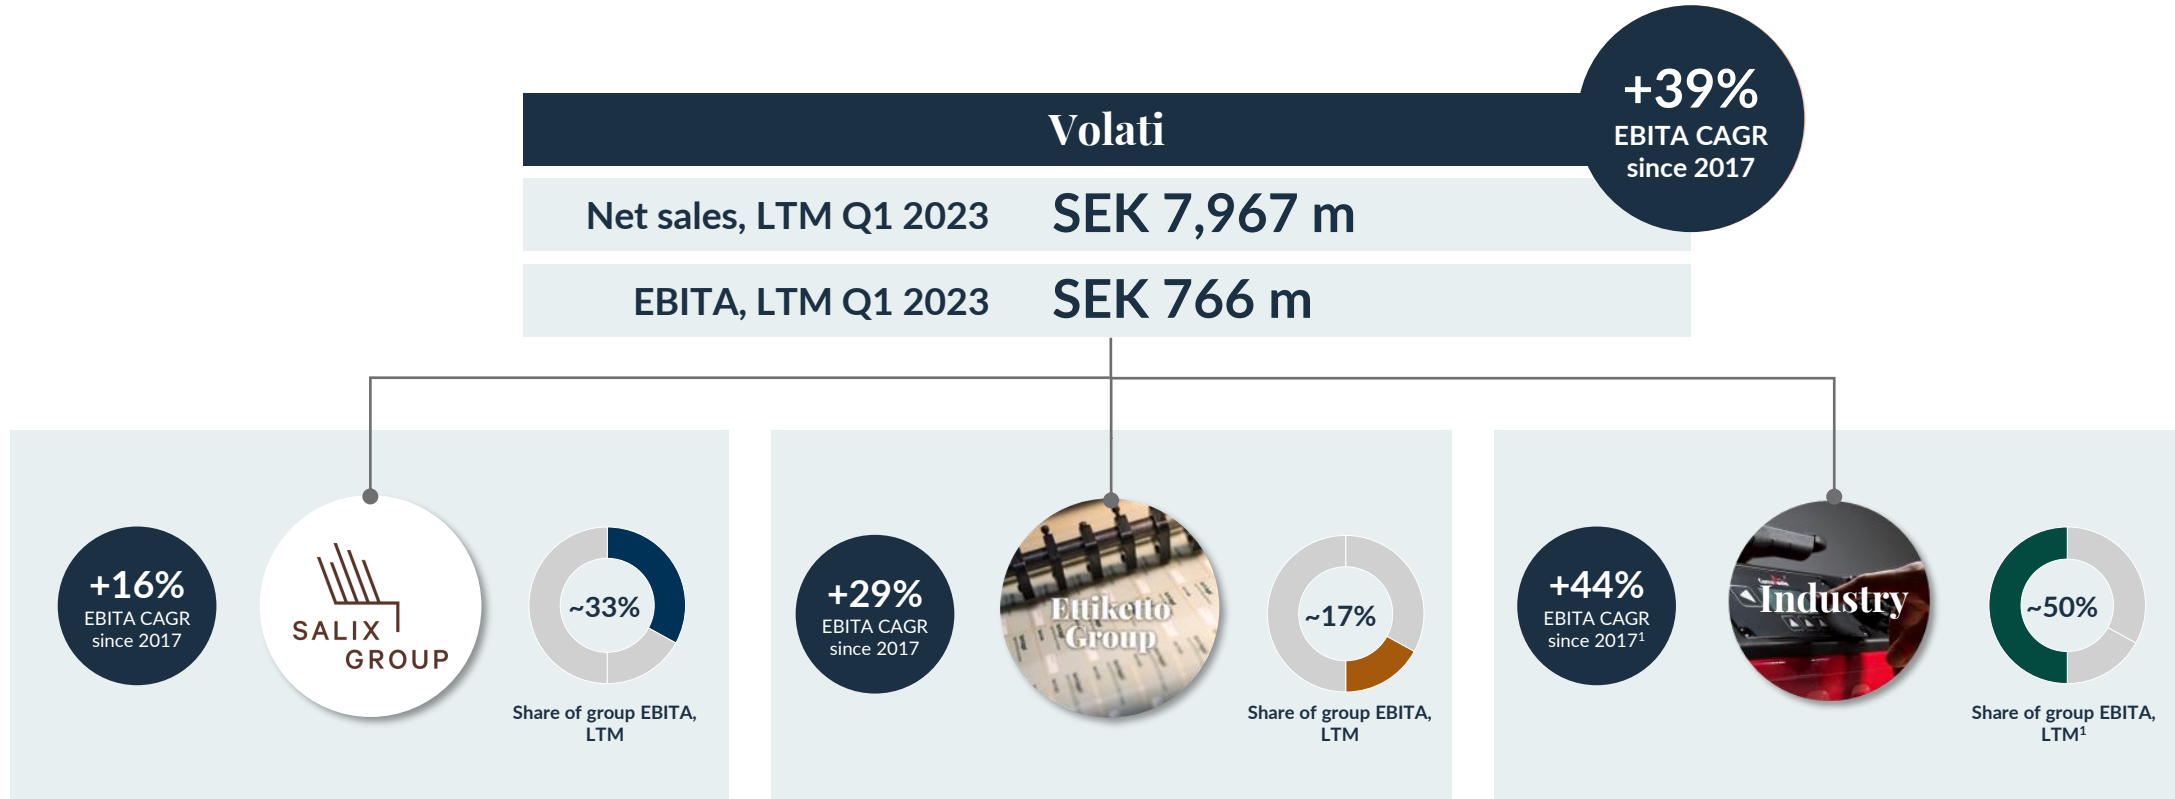 Volati
+39%
EBITA CAGR
since 2017
Net sales, LTM Q1 2023 SEK 7,967 m
EBITA, LTM Q1 2023 SEK 766 m
+16%
EBITA CAGR
since 2017
SALIX
GROUP
~33%
Share of group EBITA,
LTM
+29%
EBITA CAGR
since 2017
Ettiketto
Group
~17%
Share of group EBITA,
LTM
+44%
EBITA CAGR
since 2017¹
Industry
~50%
Share of group EBITA,
LTM¹